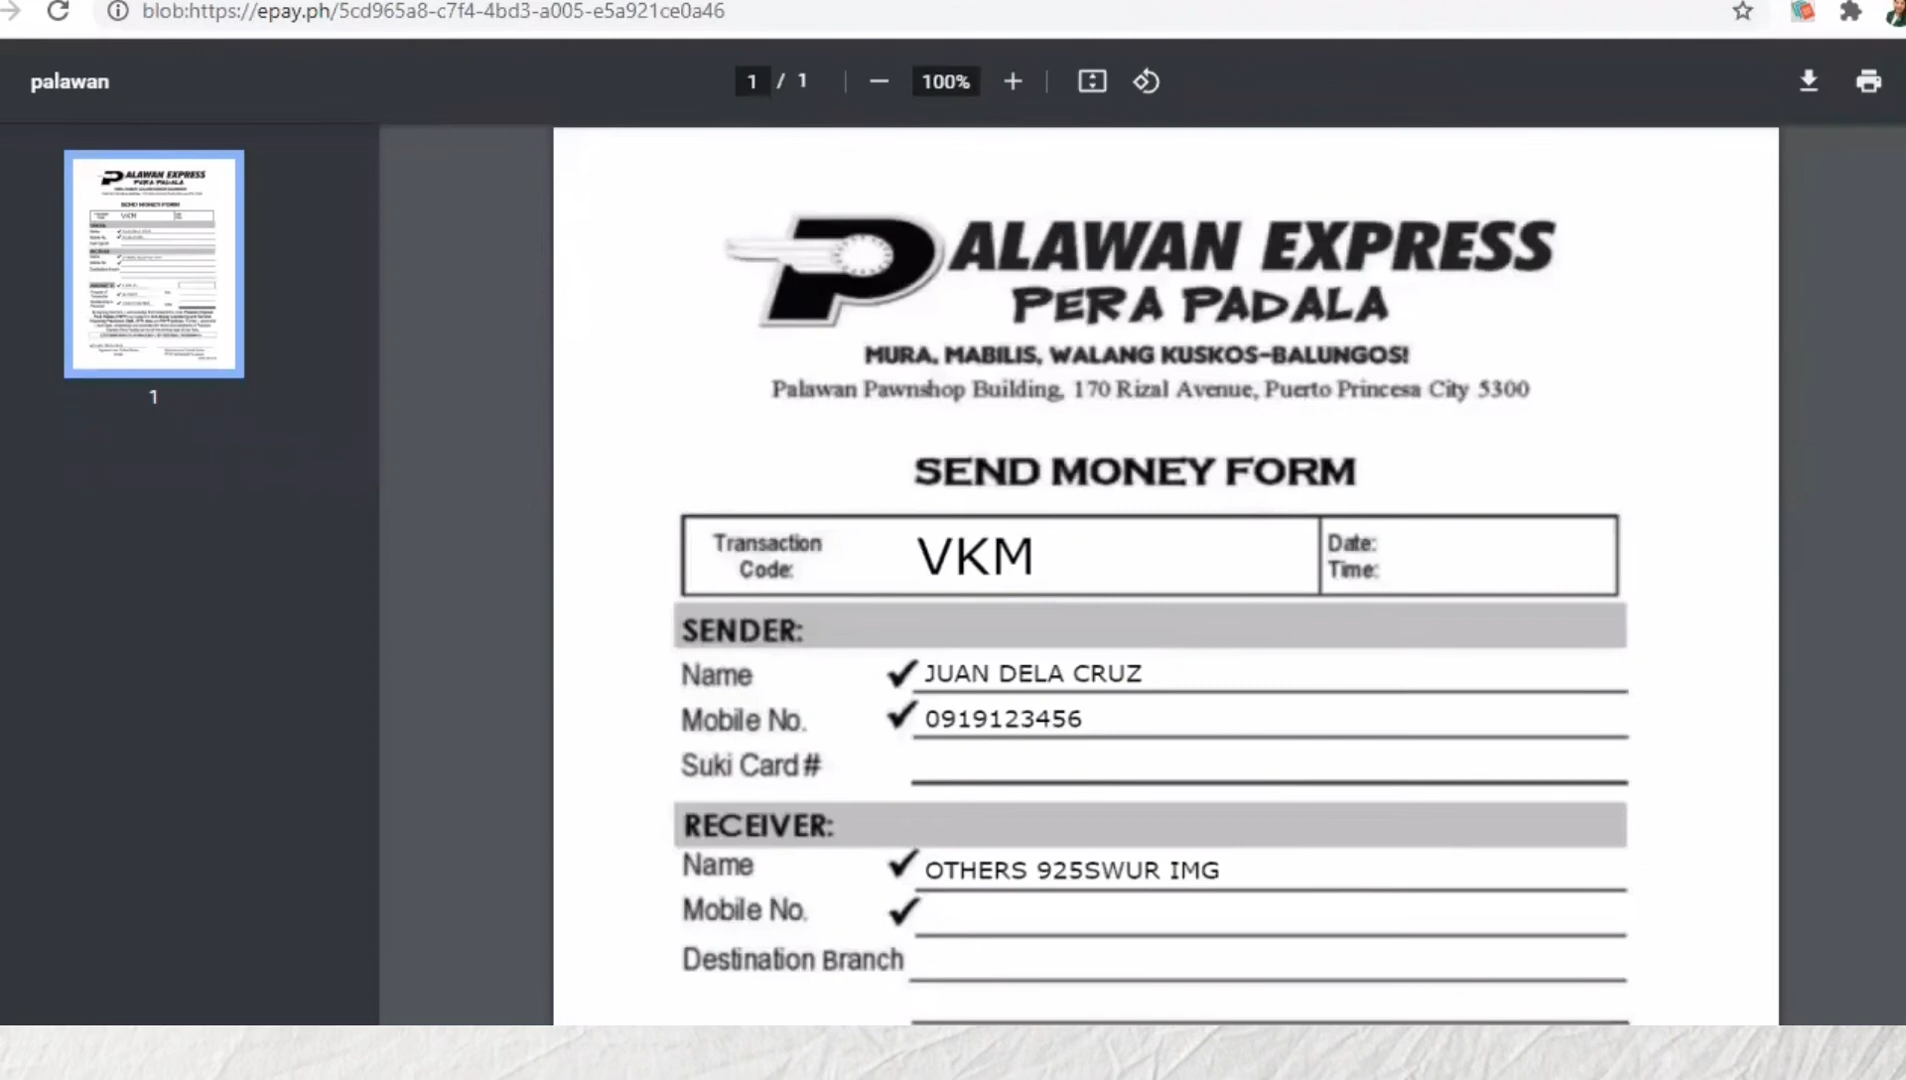 blob:https://epay.ph/5cd965a8-c7f4-4bd3-a005-e5a921ce0a46
palawan
1 / 1
100%
1
PALAWAN EXPRESS
PERA PADALA
MURA, MABILIS, WALANG KUSKOS-BALUNGOS!
Palawan Pawnshop Building, 170 Rizal Avenue, Puerto Princesa City 5300
SEND MONEY FORM
Transaction Code: VKM
Date:
Time:
SENDER:
Name JUAN DELA CRUZ
Mobile No. 0919123456
Suki Card #
RECEIVER:
Name OTHERS 925SWUR IMG
Mobile No.
Destination Branch